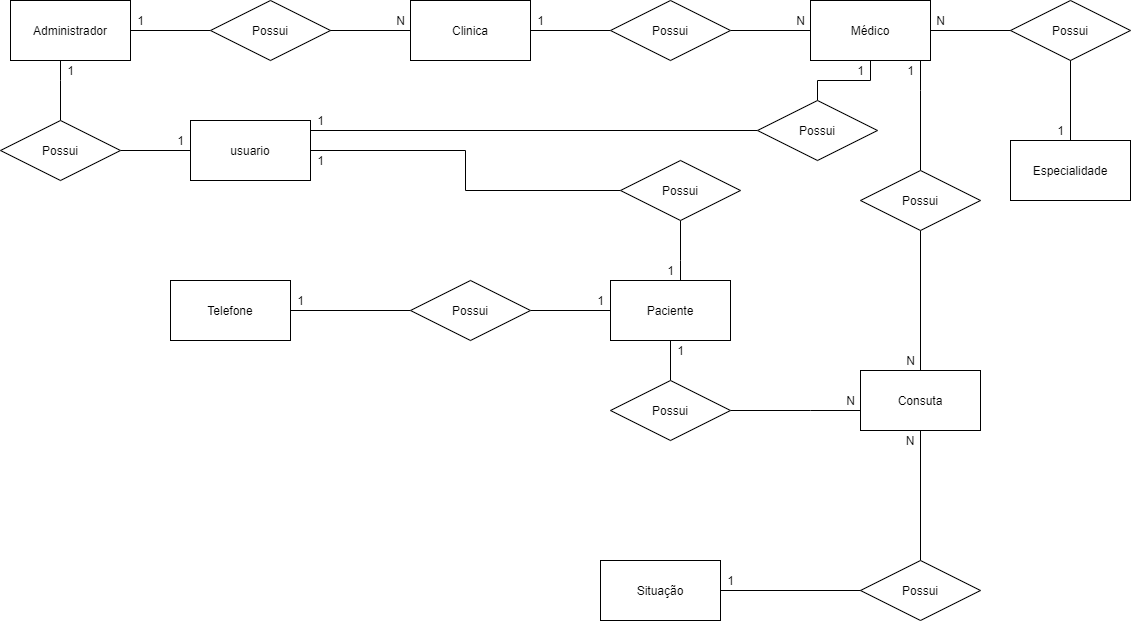 Administrador
1
Possui
N
Clinica
1
Possui
N
Médico
N
Possui
1
1
1
Possui
1
usuario
1
1
Possui
1
Especialidade
Possui
Possui
1
Telefone
1
Possui
1
Paciente
1
Possui
N
N
Consuta
N
Situação
1
Possui